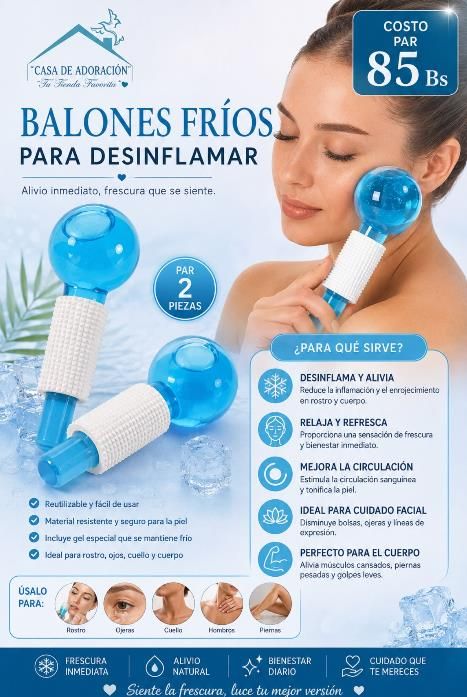 "CASA DE ADORACIÓN"
"Tu Tienda Favorita"
COSTO
PAR
85 Bs
BALONES FRÍOS
PARA DESINFLAMAR
Alivio inmediato, frescura que se siente.
PAR
2
PIEZAS
¿PARA QUÉ SIRVE?
DESINFLAMA Y ALIVIA
Reduce la inflamación y el enrojecimiento
en rostro y cuerpo.
RELAJA Y REFRESCA
Proporciona una sensación de frescura
y bienestar inmediato.
MEJORA LA CIRCULACIÓN
Estimula la circulación sanguínea
y tonifica la piel.
IDEAL PARA CUIDADO FACIAL
Disminuye bolsas, ojeras y líneas de
expresión.
PERFECTO PARA EL CUERPO
Alivia músculos cansados, piernas
pesadas y golpes leves.
Reutilizable y fácil de usar
Material resistente y seguro para la piel
Incluye gel especial que se mantiene frío
Ideal para rostro, ojos, cuello y cuerpo
ÚSALO
PARA:
Rostro
Ojeras
Cuello
Hombros
Piernas
FRESCURA
INMEDIATA
ALIVIO
NATURAL
BIENESTAR
DIARIO
CUIDADO QUE
TE MERECES
Siente la frescura, luce tu mejor versión